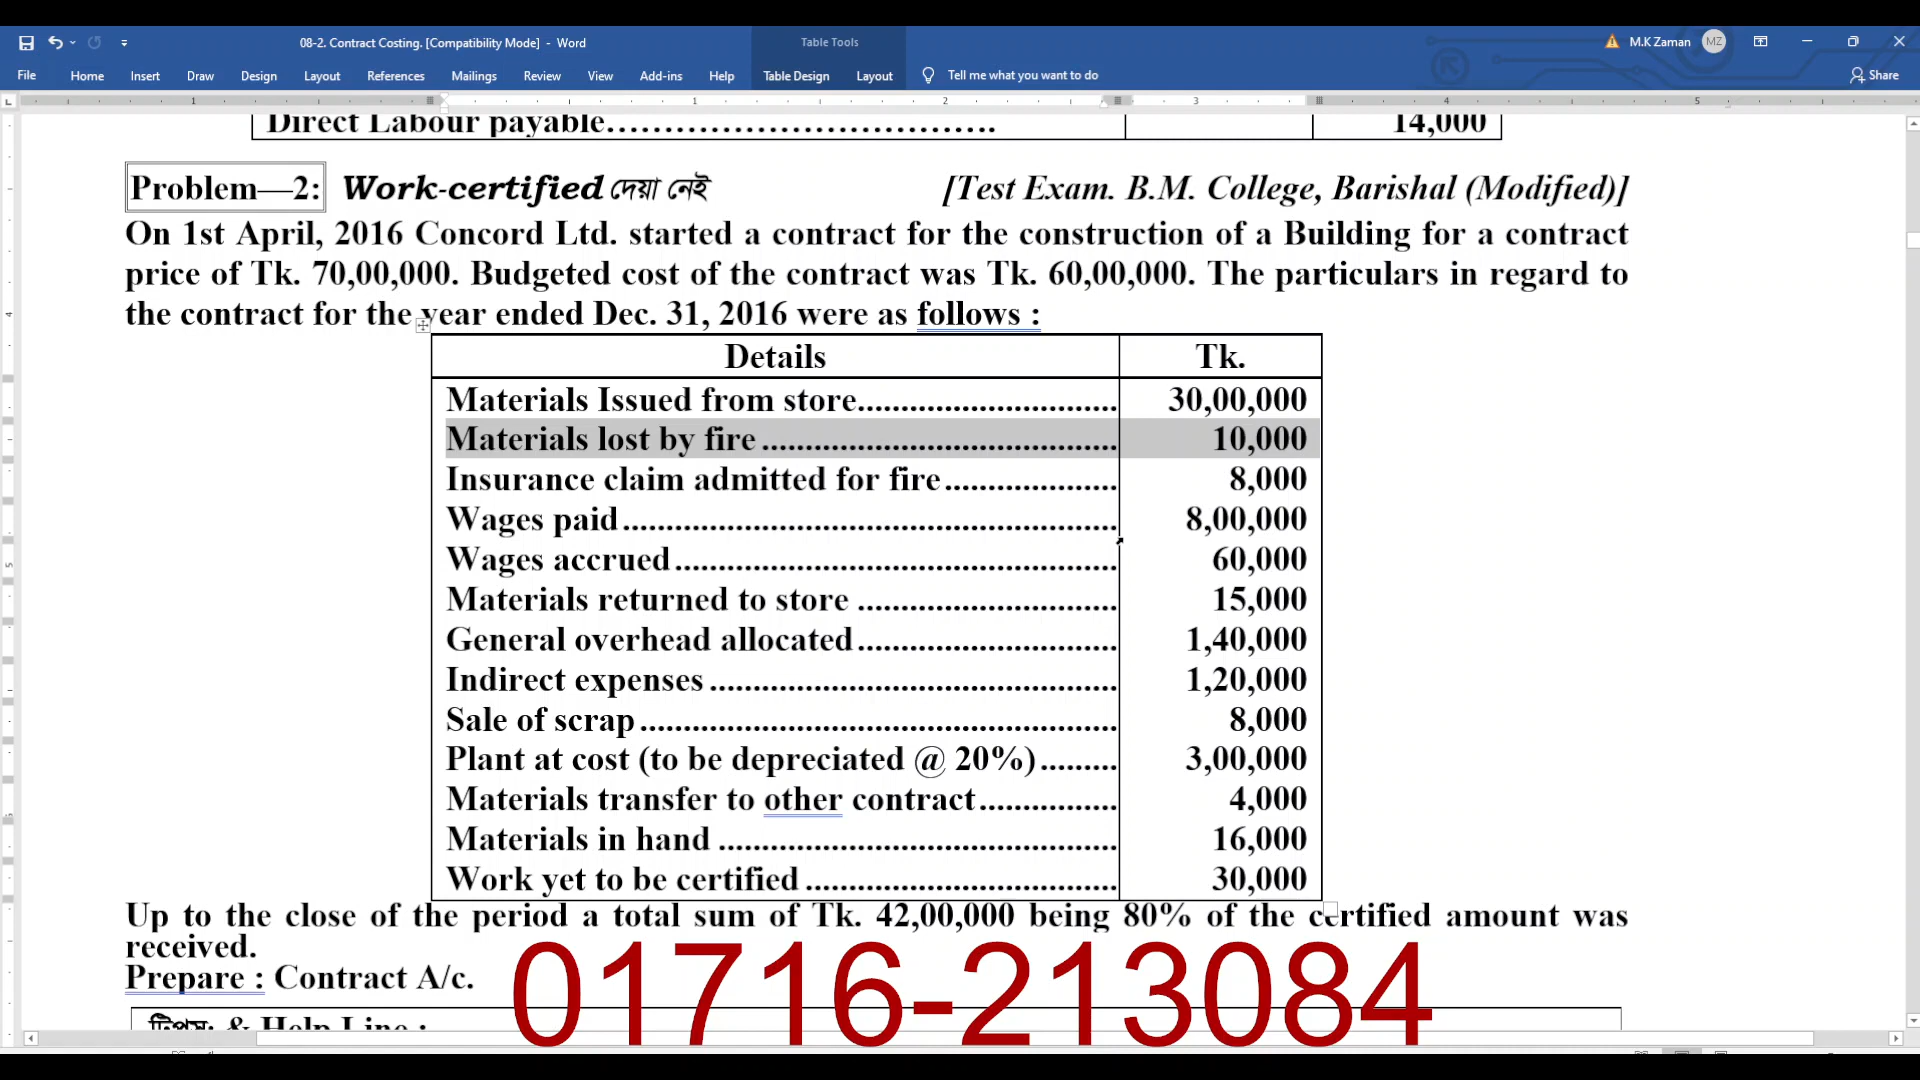 08-2. Contract Costing. [Compatibility Mode] - Word
Table Tools
M.K Zaman
MZ
File Home Insert Draw Design Layout References Mailings Review View Add-ins Help Table Design Layout Tell me what you want to do Share
1 1 2 3 4 5
Direct Labour payable………………………………. 14,000
Problem—2: Work-certified দেয়া নেই [Test Exam. B.M. College, Barishal (Modified)]
On 1st April, 2016 Concord Ltd. started a contract for the construction of a Building for a contract
price of Tk. 70,00,000. Budgeted cost of the contract was Tk. 60,00,000. The particulars in regard to
the contract for the year ended Dec. 31, 2016 were as follows :
Details Tk.
Materials Issued from store.............................. 30,00,000
Materials lost by fire ......................................... 10,000
Insurance claim admitted for fire.................... 8,000
Wages paid......................................................... 8,00,000
Wages accrued................................................... 60,000
Materials returned to store .............................. 15,000
General overhead allocated.............................. 1,40,000
Indirect expenses ............................................... 1,20,000
Sale of scrap....................................................... 8,000
Plant at cost (to be depreciated @ 20%)......... 3,00,000
Materials transfer to other contract................ 4,000
Materials in hand .............................................. 16,000
Work yet to be certified .................................... 30,000
Up to the close of the period a total sum of Tk. 42,00,000 being 80% of the certified amount was
received.
Prepare : Contract A/c.
01716-213084
টিপস্: & Help Line :